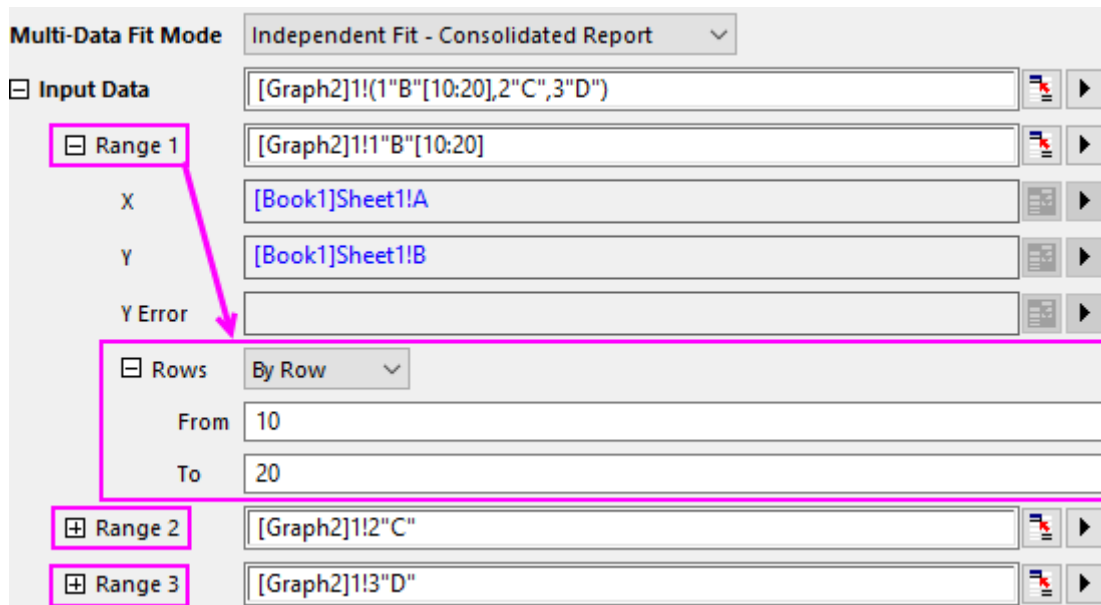 Multi-Data Fit Mode Independent Fit - Consolidated Report
Input Data [Graph2]1!(1"B"[10:20],2"C",3"D")
Range 1 [Graph2]1!1"B"[10:20]
X [Book1]Sheet1!A
Y [Book1]Sheet1!B
Y Error
Rows By Row
From 10
To 20
Range 2 [Graph2]1!2"C"
Range 3 [Graph2]1!3"D"